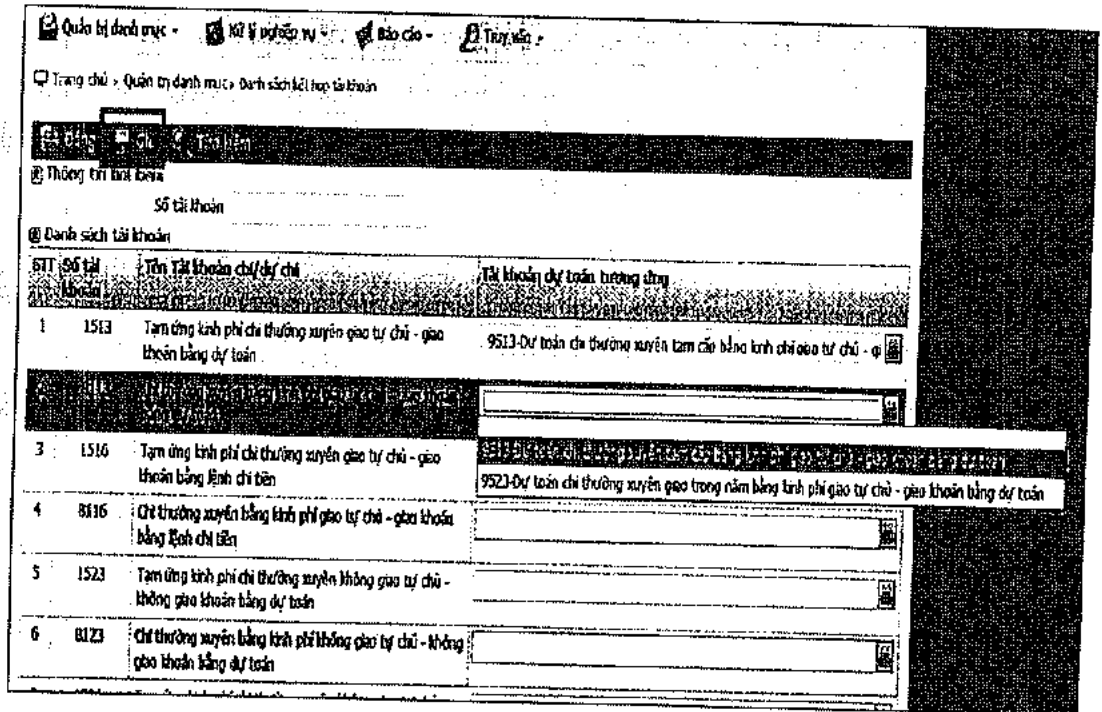 Quản trị danh mục Xử lý nghiệp vụ Báo cáo Truy vấn
Trang chủ > Quản trị danh mục > Danh sách kết hợp tài khoản
Ghi Tìm kiếm
Thông tin
Số tài khoản
Danh sách tài khoản
STT Số tài khoản Tên Tài khoản chi/dự chi Tài khoản dự toán tương ứng
1 1513 Tạm ứng kinh phí chi thường xuyên giao tự chủ - giao
khoán bằng dự toán
9513-Dự toán chi thường xuyên tạm cấp bằng kinh phí giao tự chủ - gi
3 1516 Tạm ứng kinh phí chi thường xuyên giao tự chủ - giao
khoán bằng lệnh chi tiền
9523-Dự toán chi thường xuyên giao trong năm bằng kinh phí giao tự chủ - giao khoán bằng dự toán
4 8116 Chi thường xuyên bằng kinh phí giao tự chủ - giao khoán
bằng lệnh chi tiền
5 1523 Tạm ứng kinh phí chi thường xuyên không giao tự chủ -
không giao khoán bằng dự toán
6 8123 Chi thường xuyên bằng kinh phí không giao tự chủ - không
giao khoán bằng dự toán